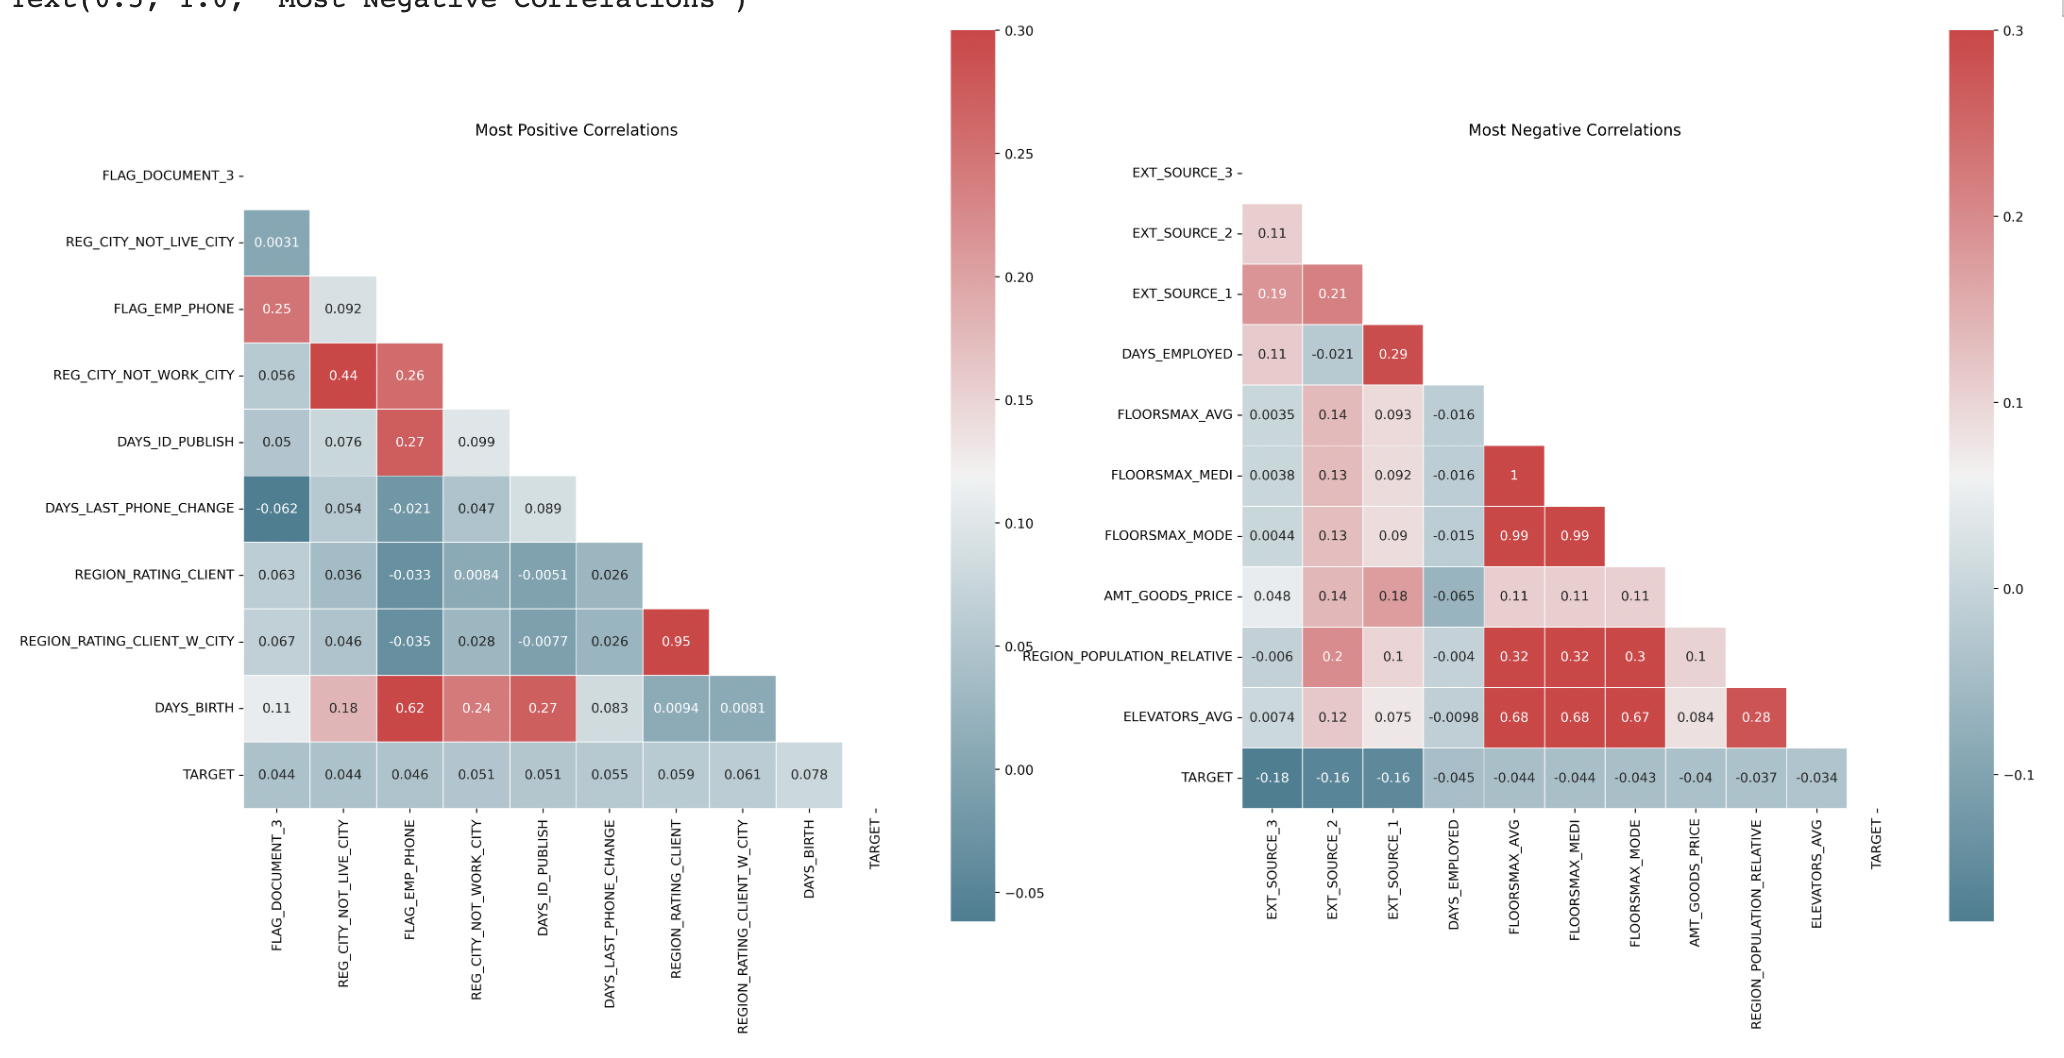 Text(0.5, 1.0, 'Most Negative Correlations')
Most Positive Correlations
FLAG_DOCUMENT_3
REG_CITY_NOT_LIVE_CITY 0.0031
FLAG_EMP_PHONE 0.25 0.092
REG_CITY_NOT_WORK_CITY 0.056 0.44 0.26
DAYS_ID_PUBLISH 0.05 0.076 0.27 0.099
DAYS_LAST_PHONE_CHANGE -0.062 0.054 -0.021 0.047 0.089
REGION_RATING_CLIENT 0.063 0.036 -0.033 0.0084 -0.0051 0.026
REGION_RATING_CLIENT_W_CITY 0.067 0.046 -0.035 0.028 -0.0077 0.026 0.95
DAYS_BIRTH 0.11 0.18 0.62 0.24 0.27 0.083 0.0094 0.0081
TARGET 0.044 0.044 0.046 0.051 0.051 0.055 0.059 0.061 0.078
FLAG_DOCUMENT_3
REG_CITY_NOT_LIVE_CITY
FLAG_EMP_PHONE
REG_CITY_NOT_WORK_CITY
DAYS_ID_PUBLISH
DAYS_LAST_PHONE_CHANGE
REGION_RATING_CLIENT
REGION_RATING_CLIENT_W_CITY
DAYS_BIRTH
TARGET
0.30
0.25
0.20
0.15
0.10
0.05
0.00
−0.05
Most Negative Correlations
EXT_SOURCE_3
EXT_SOURCE_2 0.11
EXT_SOURCE_1 0.19 0.21
DAYS_EMPLOYED 0.11 -0.021 0.29
FLOORSMAX_AVG 0.0035 0.14 0.093 -0.016
FLOORSMAX_MEDI 0.0038 0.13 0.092 -0.016 1
FLOORSMAX_MODE 0.0044 0.13 0.09 -0.015 0.99 0.99
AMT_GOODS_PRICE 0.048 0.14 0.18 -0.065 0.11 0.11 0.11
REGION_POPULATION_RELATIVE -0.006 0.2 0.1 -0.004 0.32 0.32 0.3 0.1
ELEVATORS_AVG 0.0074 0.12 0.075 -0.0098 0.68 0.68 0.67 0.084 0.28
TARGET -0.18 -0.16 -0.16 -0.045 -0.044 -0.044 -0.043 -0.04 -0.037 -0.034
EXT_SOURCE_3
EXT_SOURCE_2
EXT_SOURCE_1
DAYS_EMPLOYED
FLOORSMAX_AVG
FLOORSMAX_MEDI
FLOORSMAX_MODE
AMT_GOODS_PRICE
REGION_POPULATION_RELATIVE
ELEVATORS_AVG
TARGET
0.3
0.2
0.1
0.0
−0.1